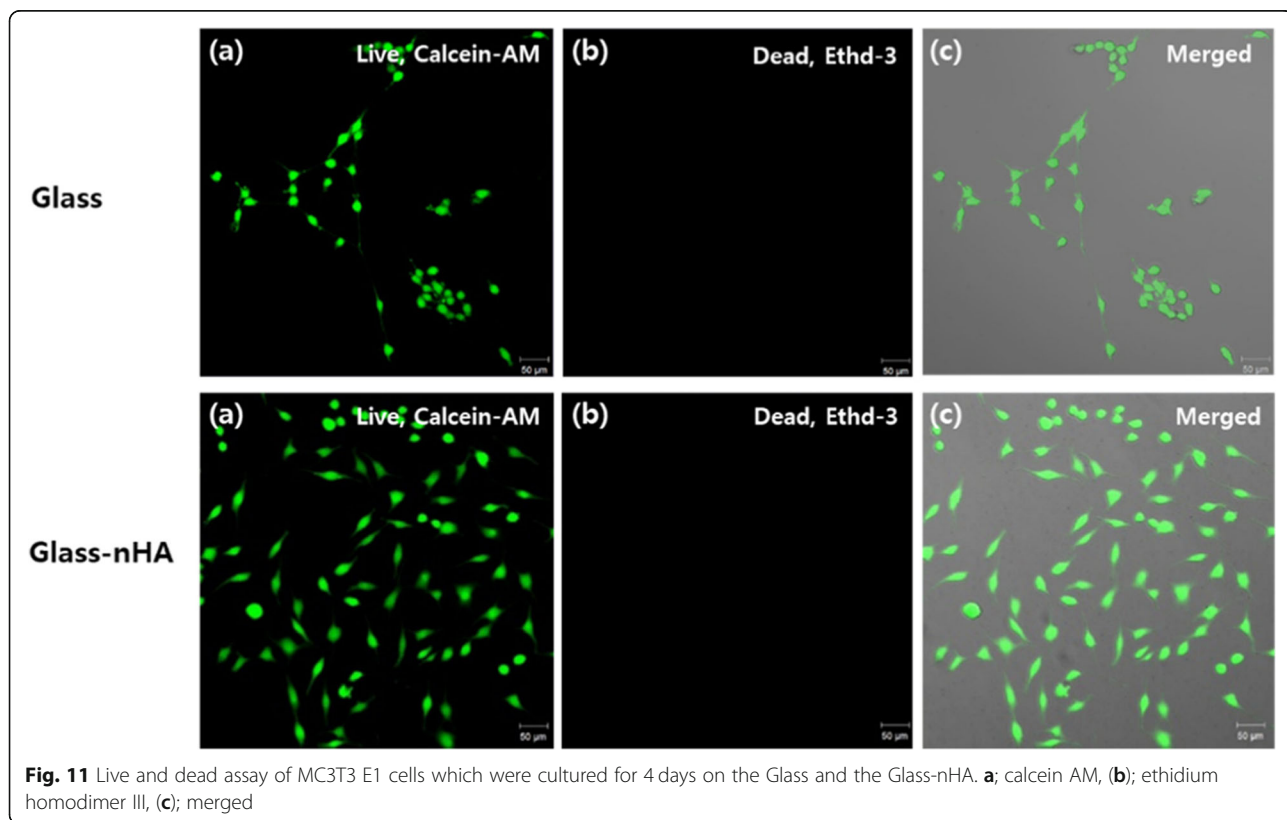 (a) Live, Calcein-AM
(b) Dead, Ethd-3
(c) Merged
Glass
50 µm
50 µm
50 µm
(a) Live, Calcein-AM
(b) Dead, Ethd-3
(c) Merged
Glass-nHA
50 µm
50 µm
50 µm
Fig. 11 Live and dead assay of MC3T3 E1 cells which were cultured for 4 days on the Glass and the Glass-nHA. a; calcein AM, (b); ethidium
homodimer III, (c); merged